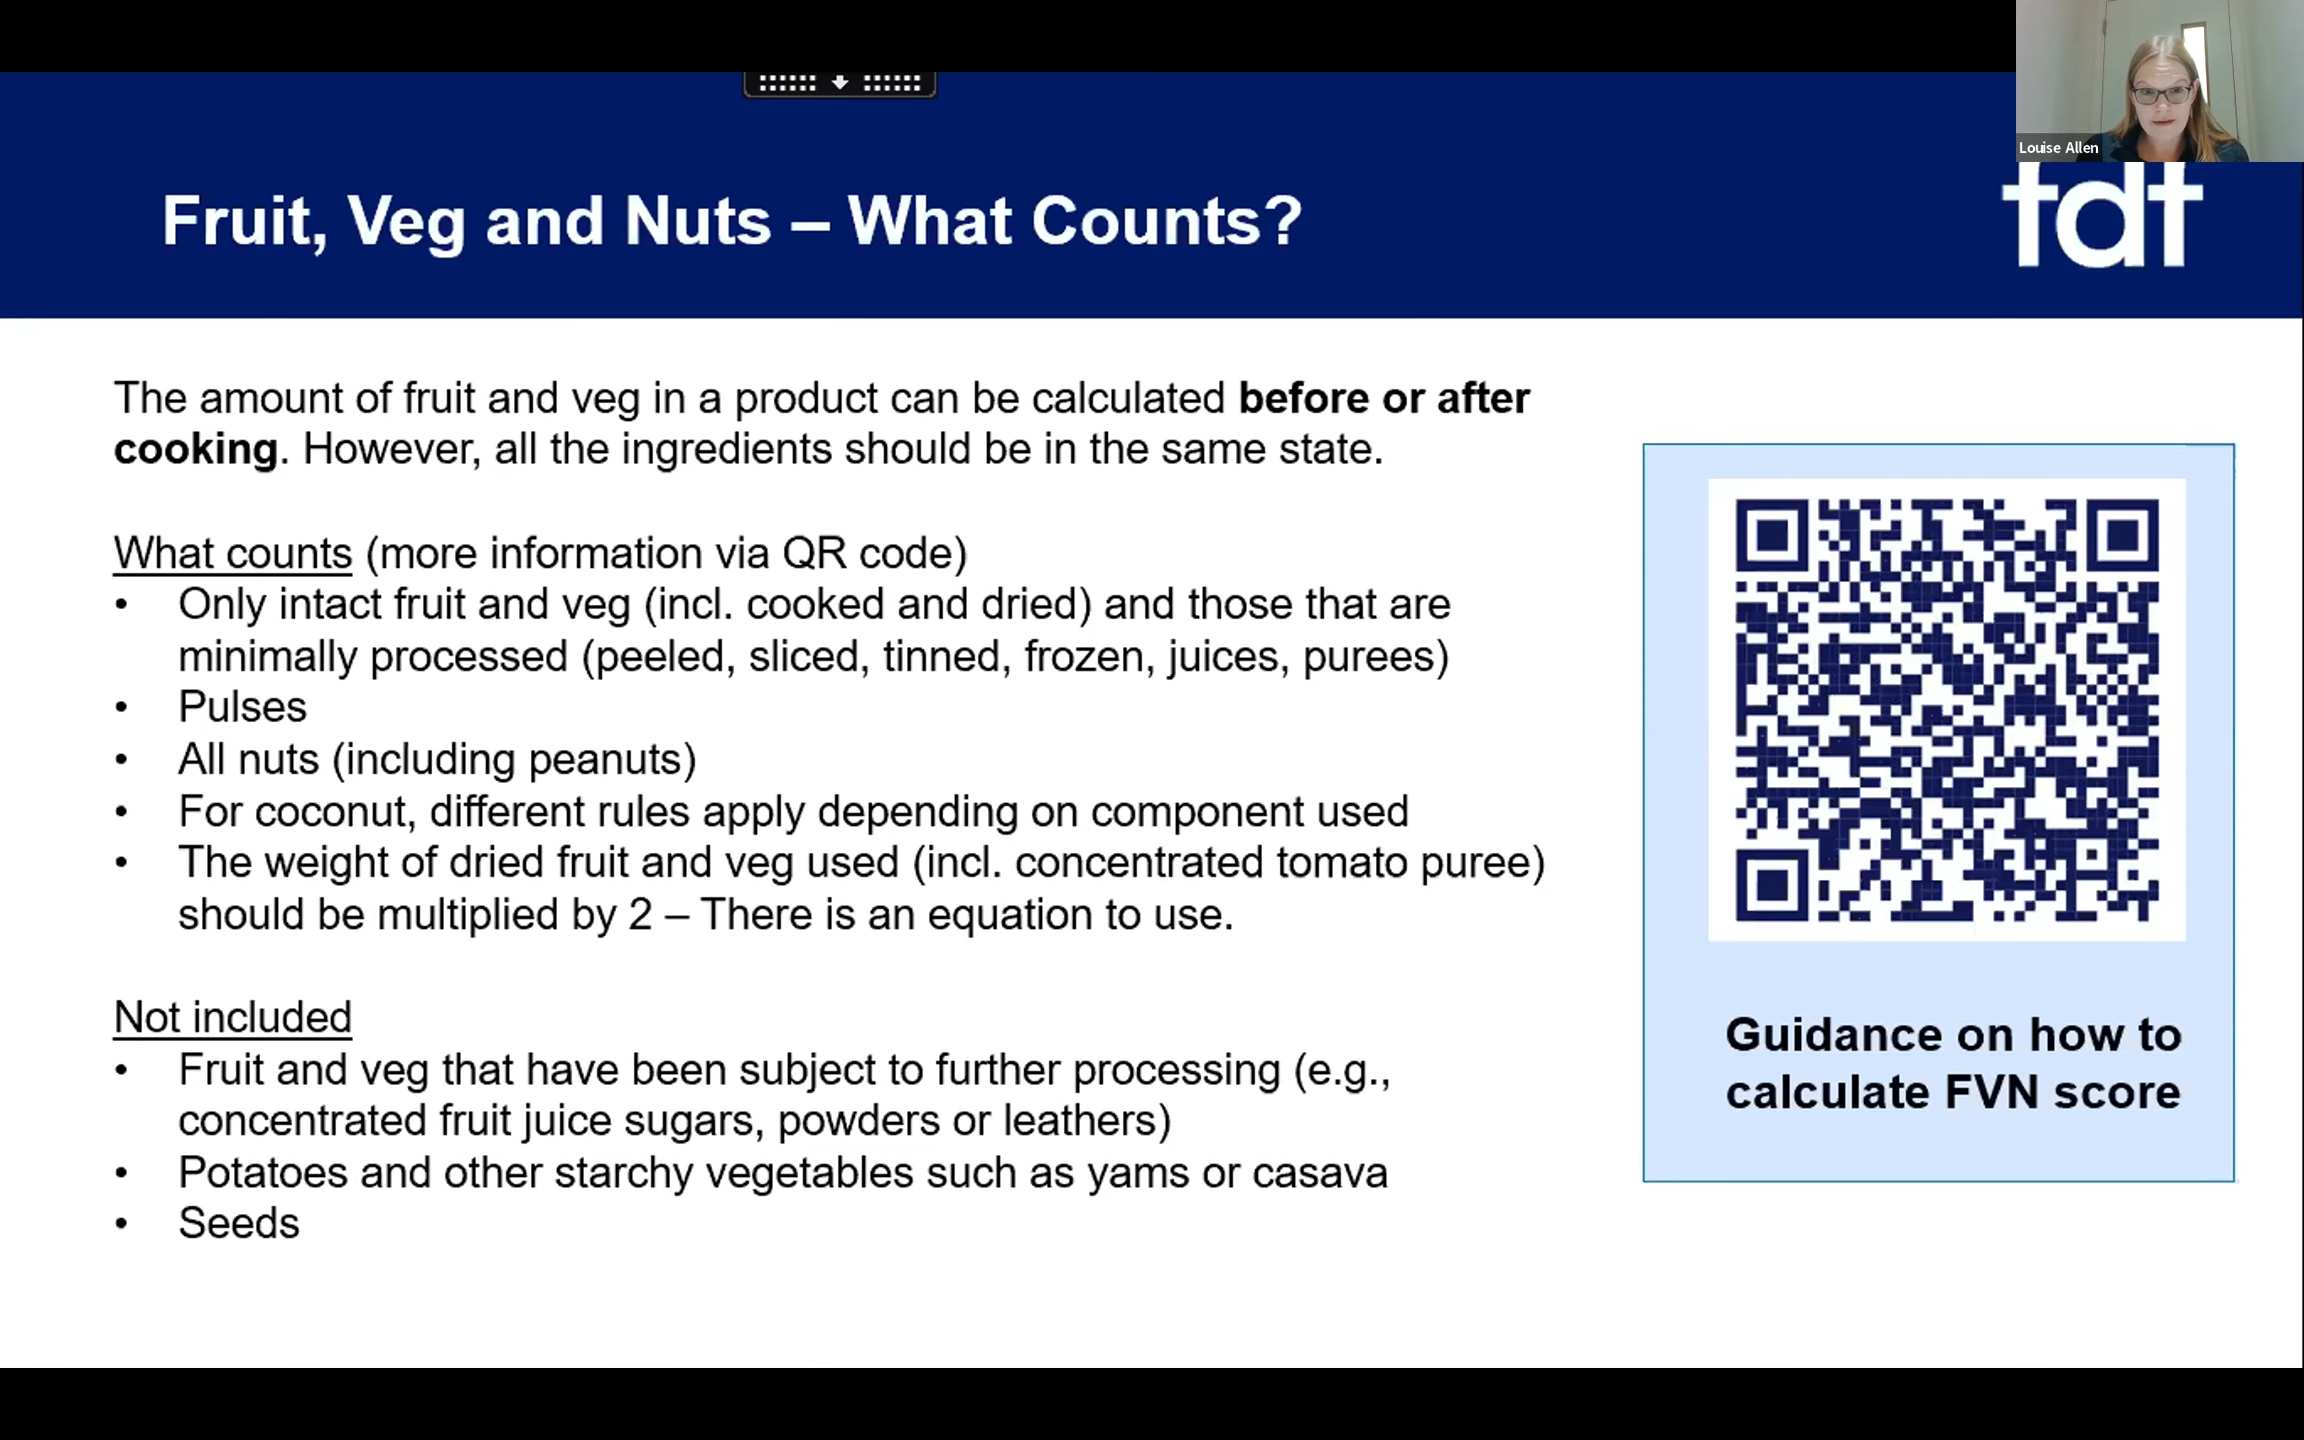 Louise Allen
tdt
Fruit, Veg and Nuts – What Counts?
The amount of fruit and veg in a product can be calculated before or after
cooking. However, all the ingredients should be in the same state.
What counts (more information via QR code)
• Only intact fruit and veg (incl. cooked and dried) and those that are
minimally processed (peeled, sliced, tinned, frozen, juices, purees)
• Pulses
• All nuts (including peanuts)
• For coconut, different rules apply depending on component used
• The weight of dried fruit and veg used (incl. concentrated tomato puree)
should be multiplied by 2 – There is an equation to use.
Not included
• Fruit and veg that have been subject to further processing (e.g.,
concentrated fruit juice sugars, powders or leathers)
• Potatoes and other starchy vegetables such as yams or casava
• Seeds
Guidance on how to
calculate FVN score